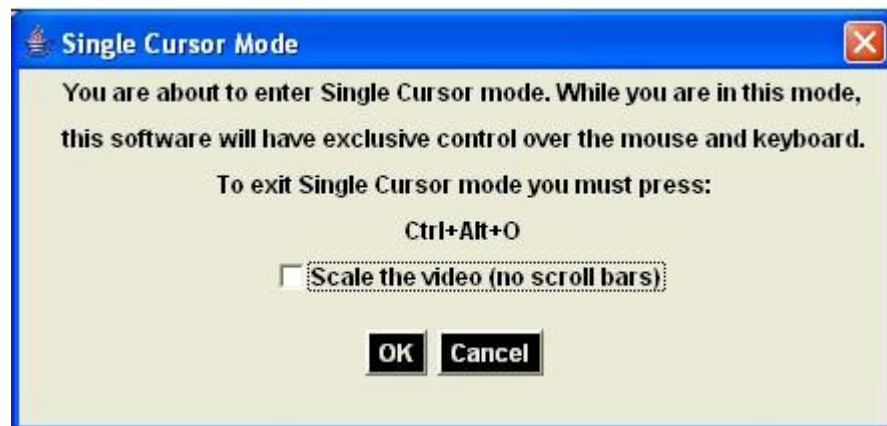 Single Cursor Mode
You are about to enter Single Cursor mode. While you are in this mode,
this software will have exclusive control over the mouse and keyboard.
To exit Single Cursor mode you must press:
Ctrl+Alt+O
Scale the video (no scroll bars)
OK Cancel